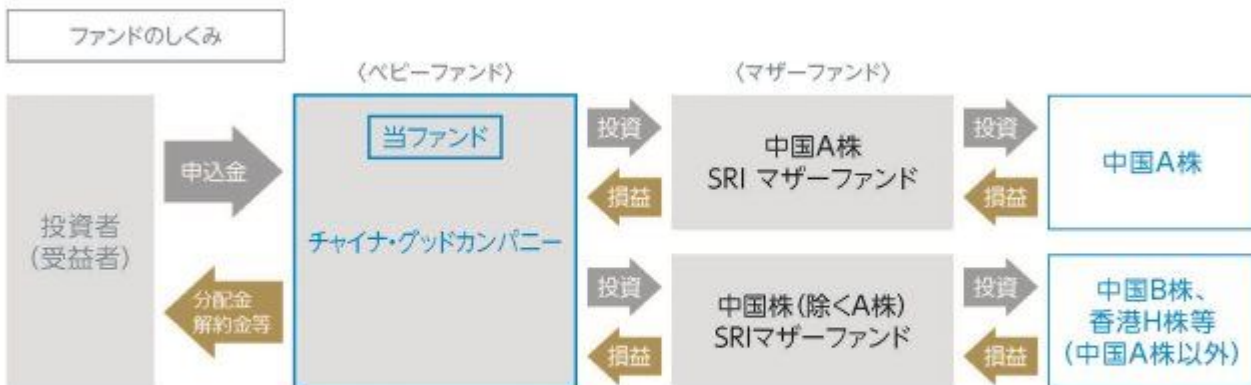 ファンドのしくみ
〈ベビーファンド〉
〈マザーファンド〉
投資者
(受益者)
申込金
分配金
解約金等
当ファンド
チャイナ・グッドカンパニー
投資
損益
中国A株
SRI マザーファンド
投資
損益
中国A株
投資
損益
中国株(除くA株)
SRIマザーファンド
投資
損益
中国B株、
香港H株等
(中国A株以外)